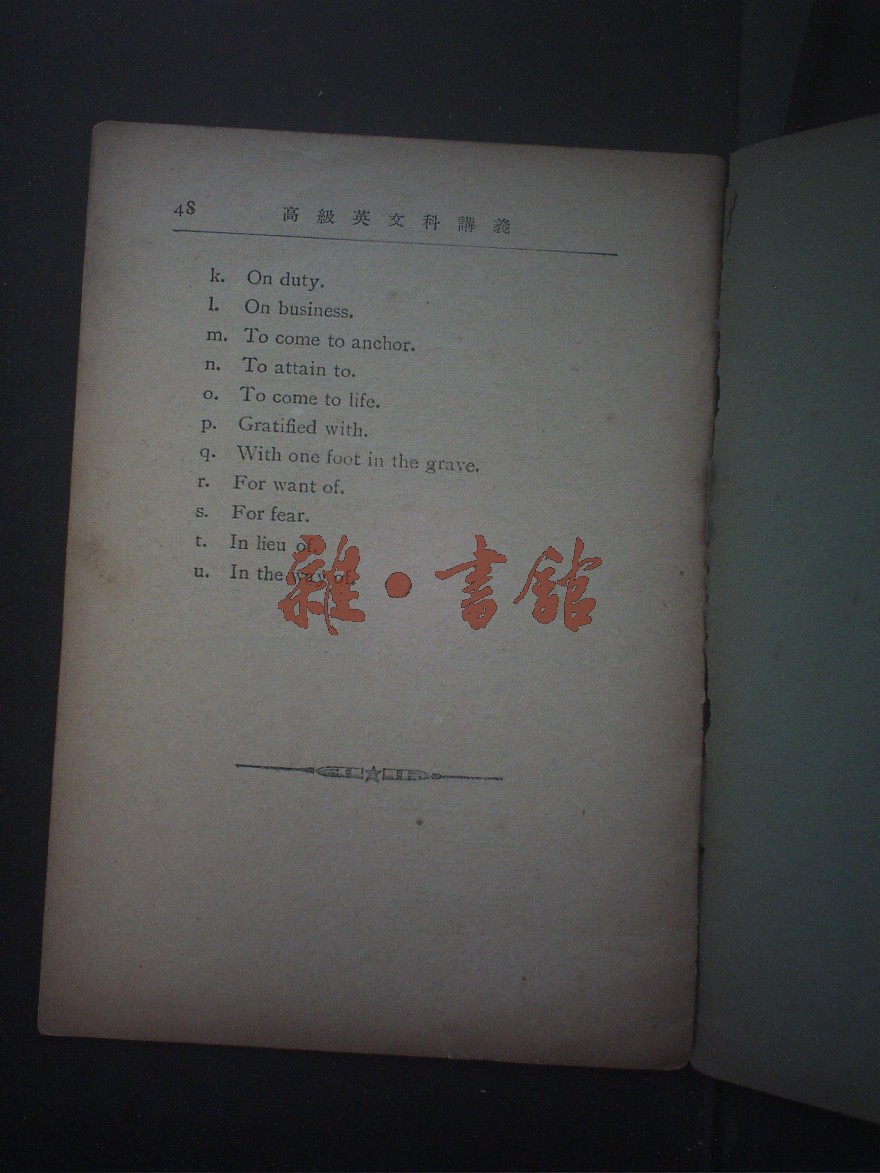 48 高級英文科講義
k. On duty.
l. On business.
m. To come to anchor.
n. To attain to.
o. To come to life.
p. Gratified with.
q. With one foot in the grave.
r. For want of.
s. For fear.
t. In lieu of.
u. In the way of.
雜·書館